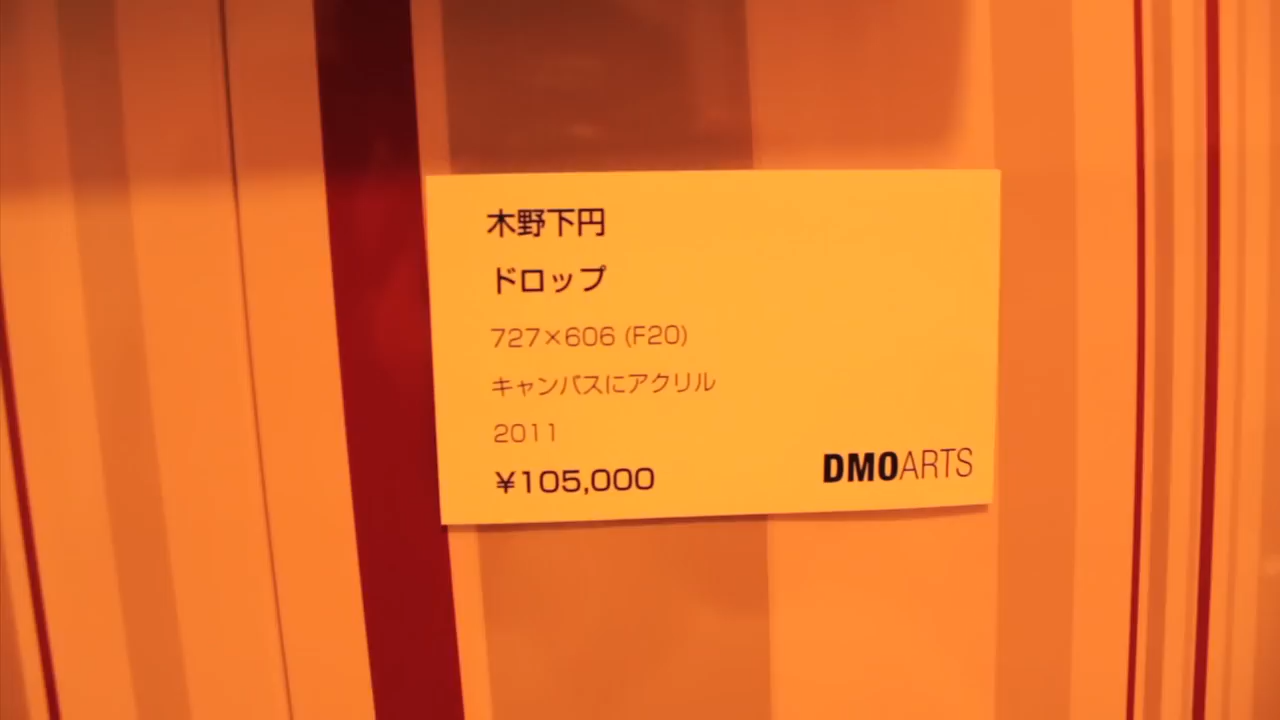 木野下円
ドロップ
727×606 (F20)
キャンバスにアクリル
2011
¥105,000
DMOARTS